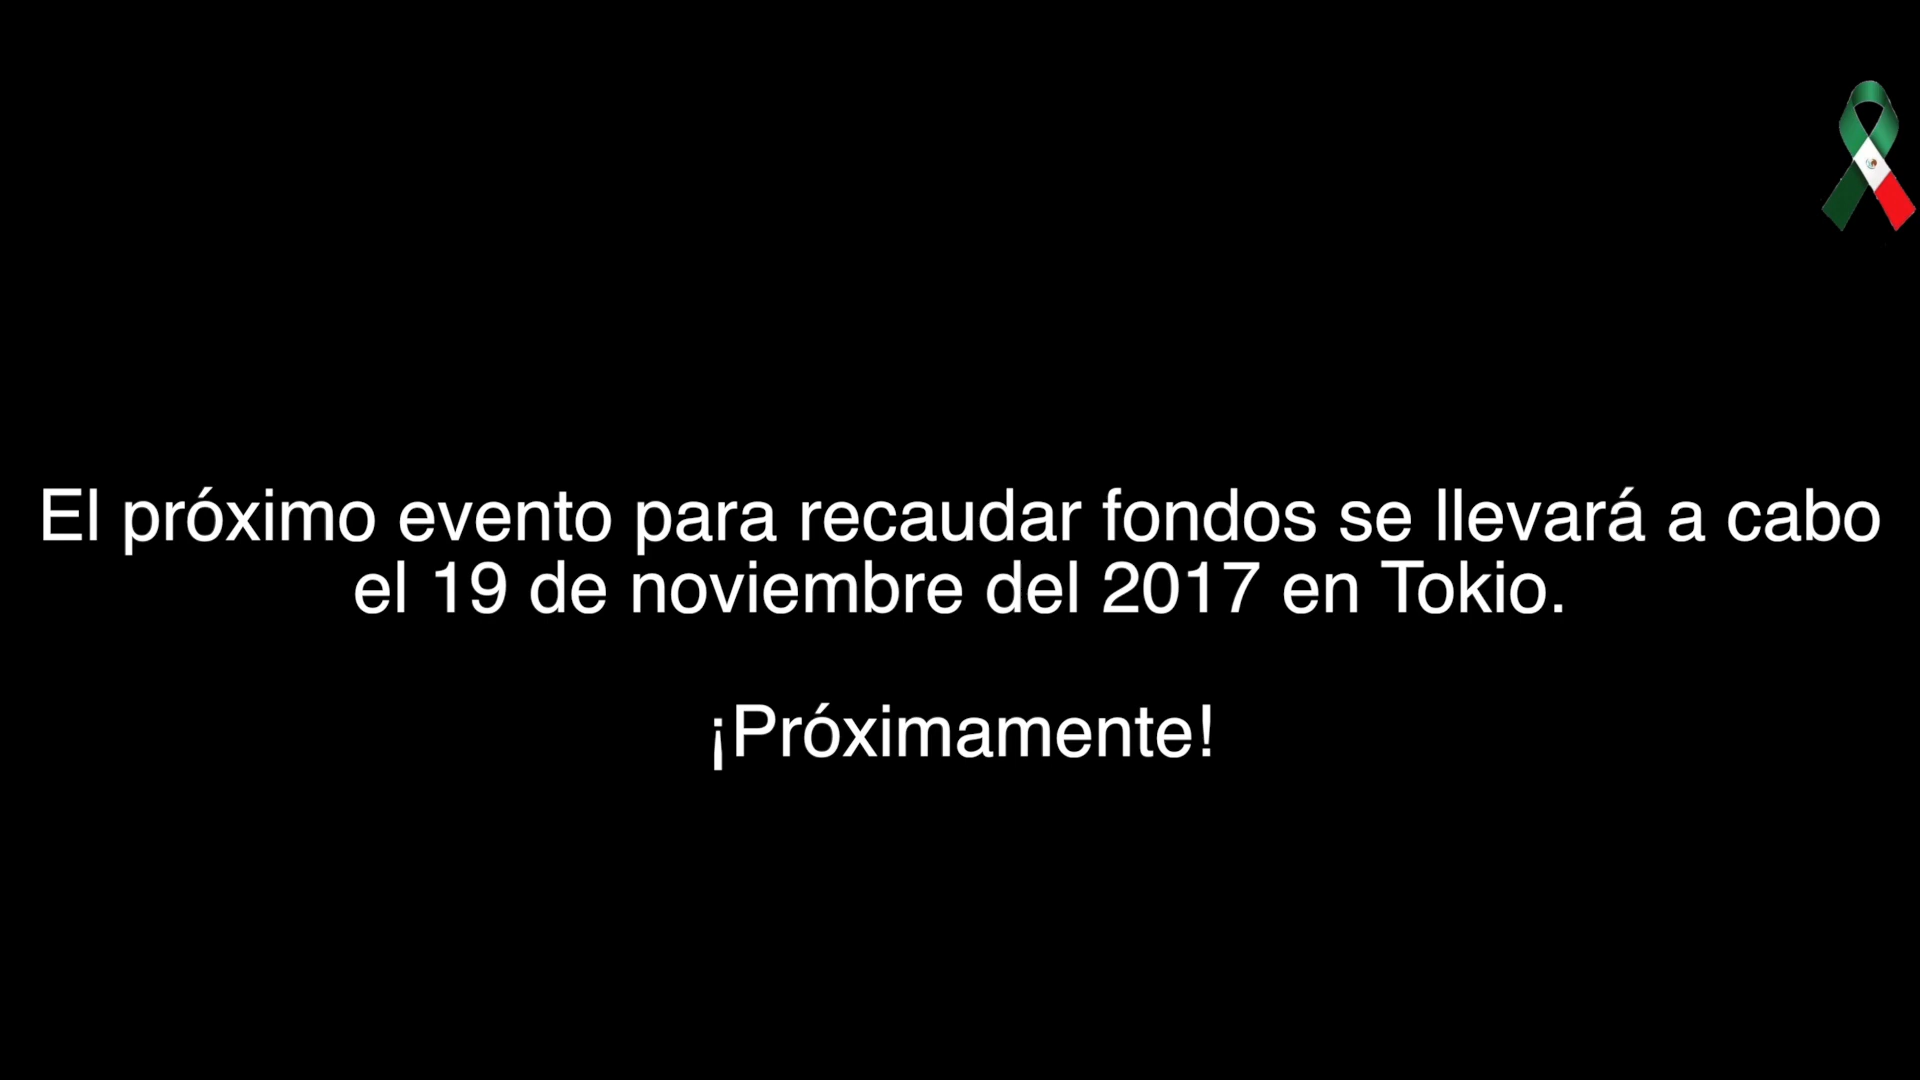 El próximo evento para recaudar fondos se llevará a cabo
el 19 de noviembre del 2017 en Tokio.
¡Próximamente!